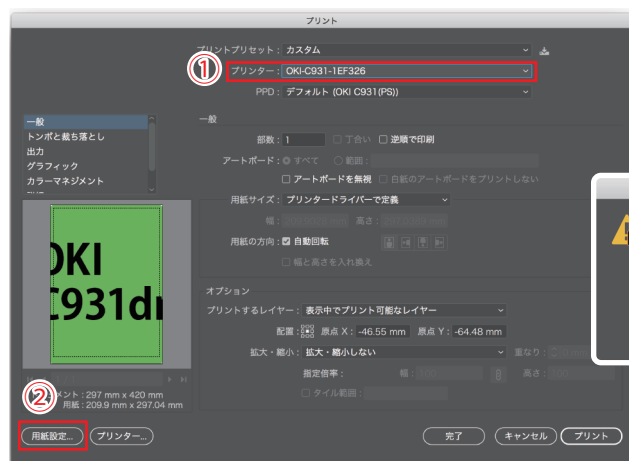 プリント
プリントプリセット : カスタム
① プリンター : OKI-C931-1EF326
PPD : デフォルト (OKI C931(PS))
一般
トンボと裁ち落とし
出力
グラフィック
カラーマネジメント
一般
部数 : 1 丁合い 逆順で印刷
アートボード : すべて 範囲 :
アートボードを無視 白紙のアートボードをプリントしない
用紙サイズ : プリンタードライバーで定義
幅 : 高さ :
用紙の方向 : 自動回転
幅と高さを入れ換え
OKI
C931d
オプション
プリントするレイヤー : 表示中でプリント可能なレイヤー
配置 : 原点 X : -46.55 mm 原点 Y : -64.48 mm
拡大・縮小 : 拡大・縮小しない 重なり :
指定倍率 : 幅 : 100 高さ : 100
タイル範囲 :
② メント : 297 mm x 420 mm
用紙 : 209.9 mm x 297.04 mm
用紙設定... プリンター... 完了 キャンセル プリント